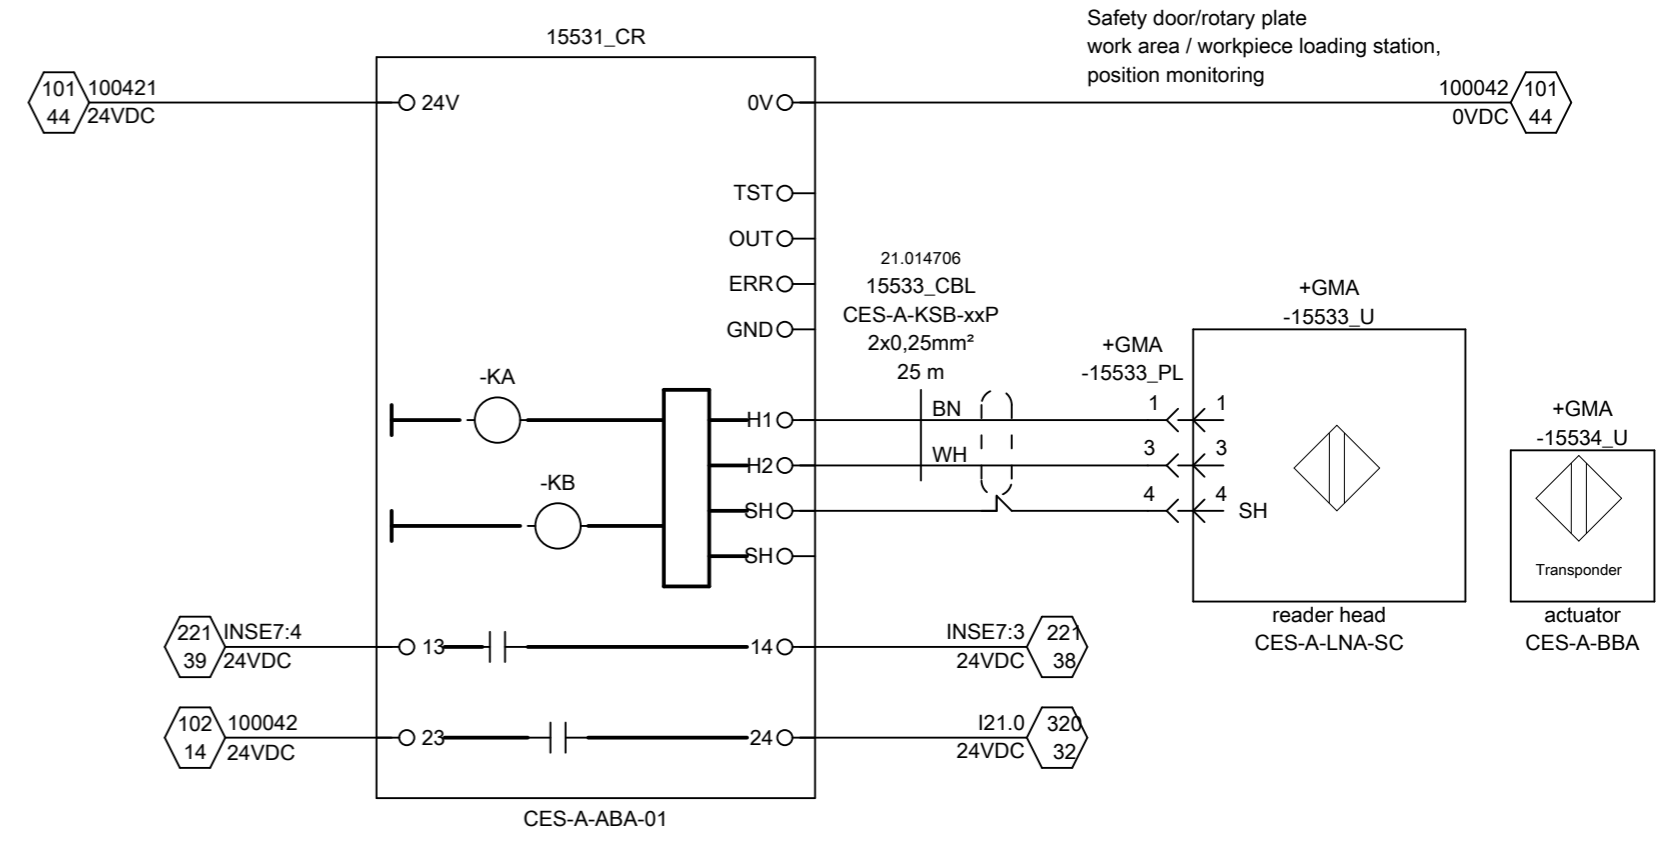 Safety door/rotary plate
work area / workpiece loading station,
position monitoring
15531_CR
101
44
100421
24VDC
24V
0V
100042
0VDC
101
44
TST
OUT
ERR
GND
21.014706
15533_CBL
CES-A-KSB-xxP
2x0,25mm²
25 m
+GMA
-15533_PL
+GMA
-15533_U
+GMA
-15534_U
-KA
H1
BN
1
1
H2
WH
3
3
-KB
SH
4
4
SH
SH
Transponder
reader head
CES-A-LNA-SC
actuator
CES-A-BBA
221
39
INSE7:4
24VDC
13
14
INSE7:3
24VDC
221
38
102
14
100042
24VDC
23
24
I21.0
24VDC
320
32
CES-A-ABA-01